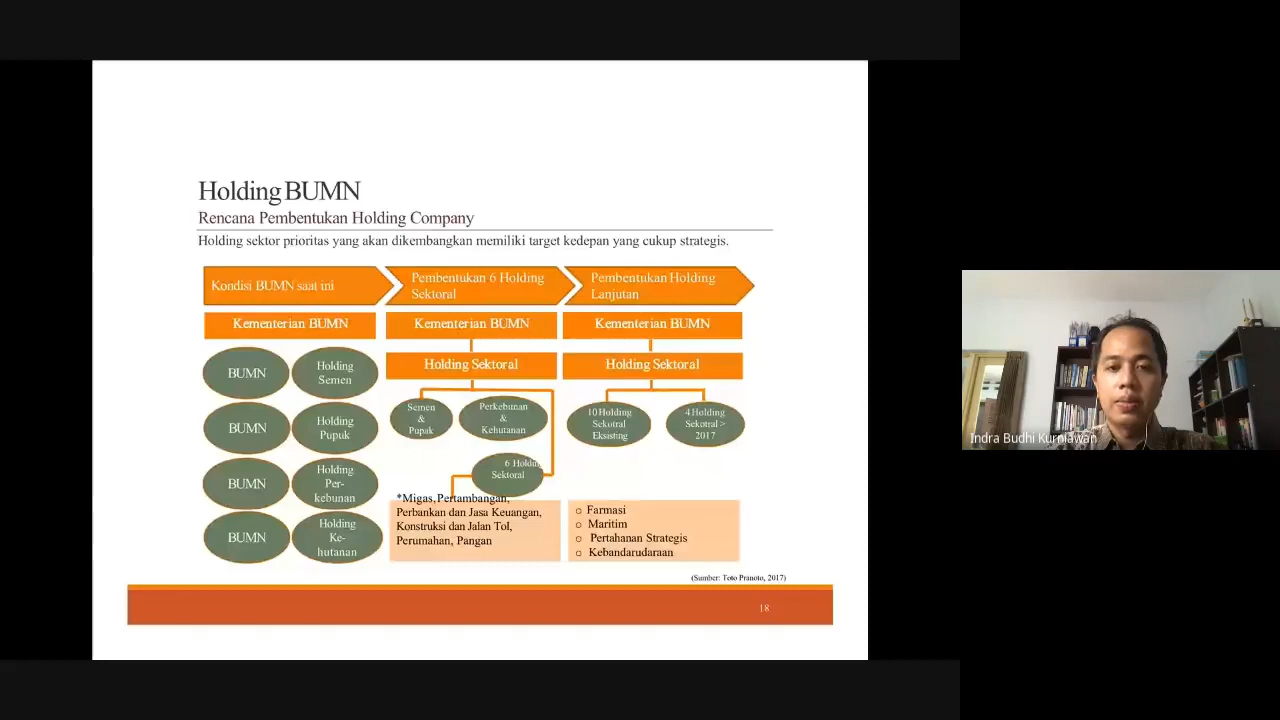 Holding BUMN
Rencana Pembentukan Holding Company
Holding sektor prioritas yang akan dikembangkan memiliki target kedepan yang cukup strategis.
Kondisi BUMN saat ini
Pembentukan 6 Holding
Sektoral
Pembentukan Holding
Lanjutan
Kementerian BUMN
Kementerian BUMN
Kementerian BUMN
BUMN
Holding
Semen
BUMN
Holding
Pupuk
BUMN
Holding
Per-
kebunan
BUMN
Holding
Ke-
hutanan
Holding Sektoral
Semen
&
Pupak
Perkebunan
&
Kehutanan
6 Holding
Sektoral
*Migas, Pertambangan,
Perbankan dan Jasa Keuangan,
Konstruksi dan Jalan Tol,
Perumahan, Pangan
Holding Sektoral
10 Holding
Sekotral
Eksisting
4 Holding
Sekotral >
2017
o Farmasi
o Maritim
o Pertahanan Strategis
o Kebandarudaraan
(Sumber: Toto Pranoto, 2017)
18
Indra Budhi Kurniawan